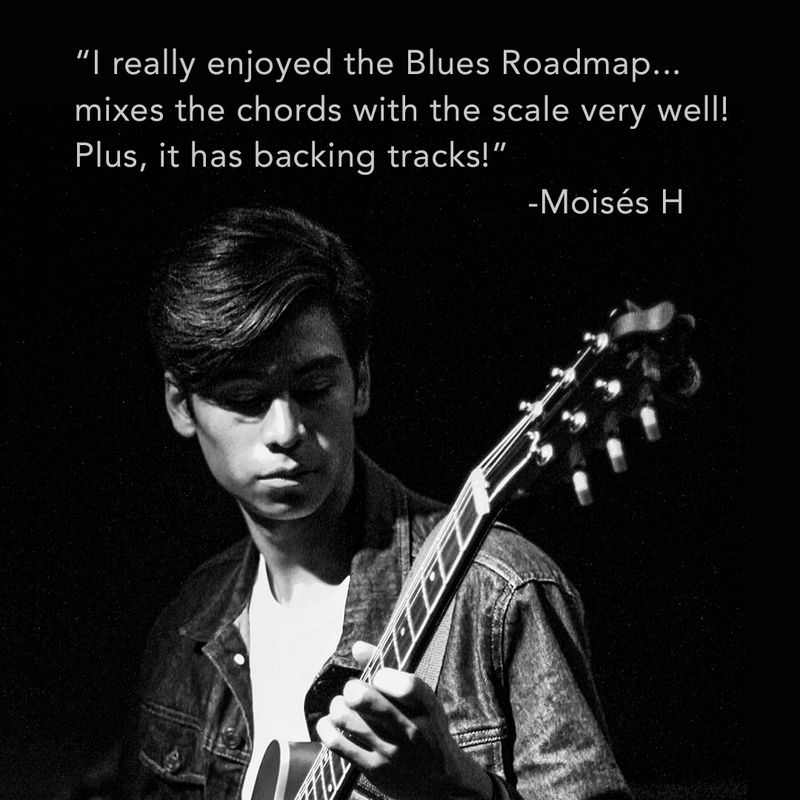 “I really enjoyed the Blues Roadmap...
mixes the chords with the scale very well!
Plus, it has backing tracks!”
-Moisés H